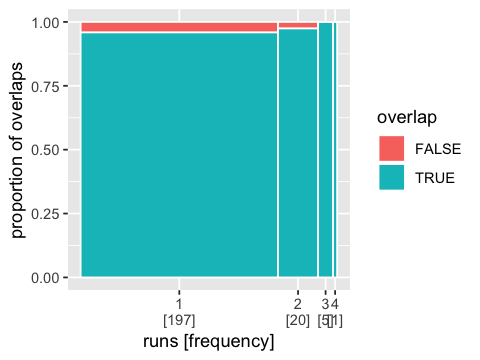 1.00
0.75
0.50
0.25
0.00
proportion of overlaps
1 2 3 4
[197] [20] [5] [1]
runs [frequency]
overlap
FALSE
TRUE